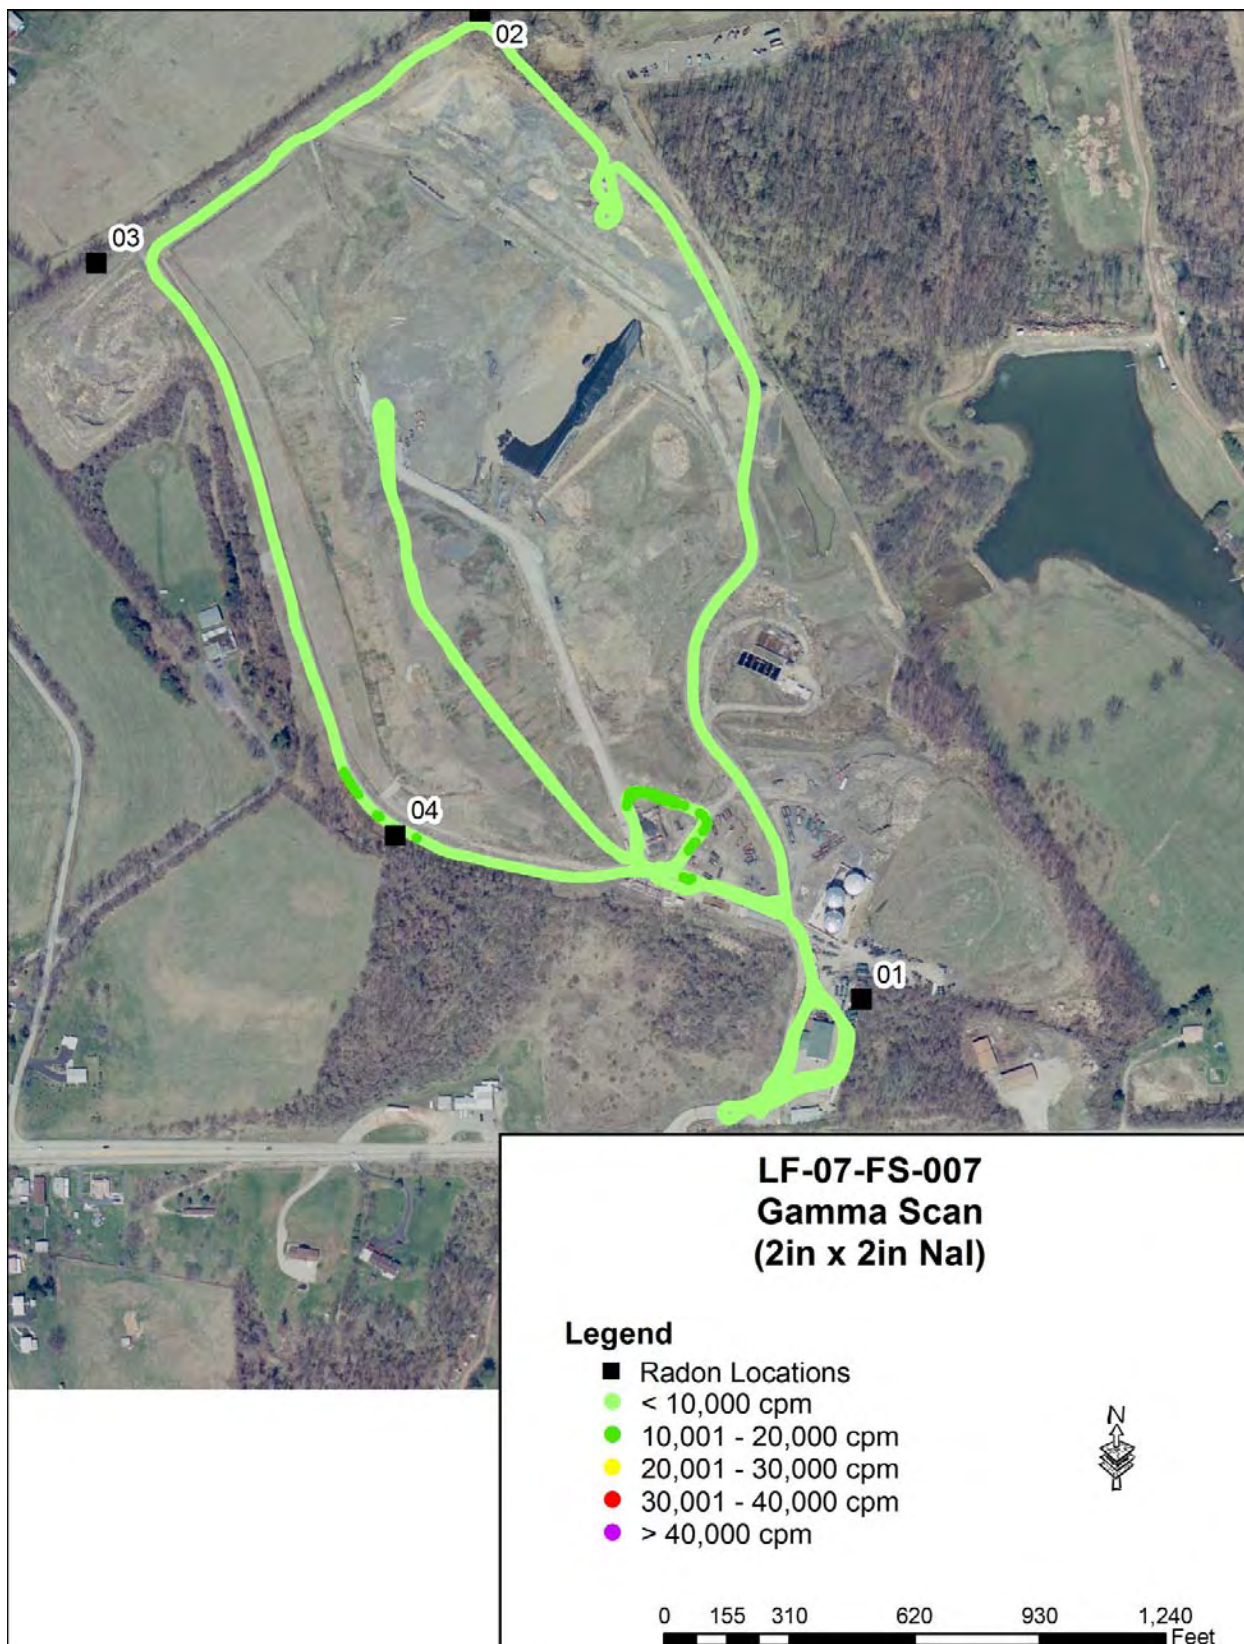 02
03
04
01
LF-07-FS-007
Gamma Scan
(2in x 2in NaI)
Legend
Radon Locations
< 10,000 cpm
10,001 - 20,000 cpm
20,001 - 30,000 cpm
30,001 - 40,000 cpm
> 40,000 cpm
N
0 155 310 620 930 1,240
Feet